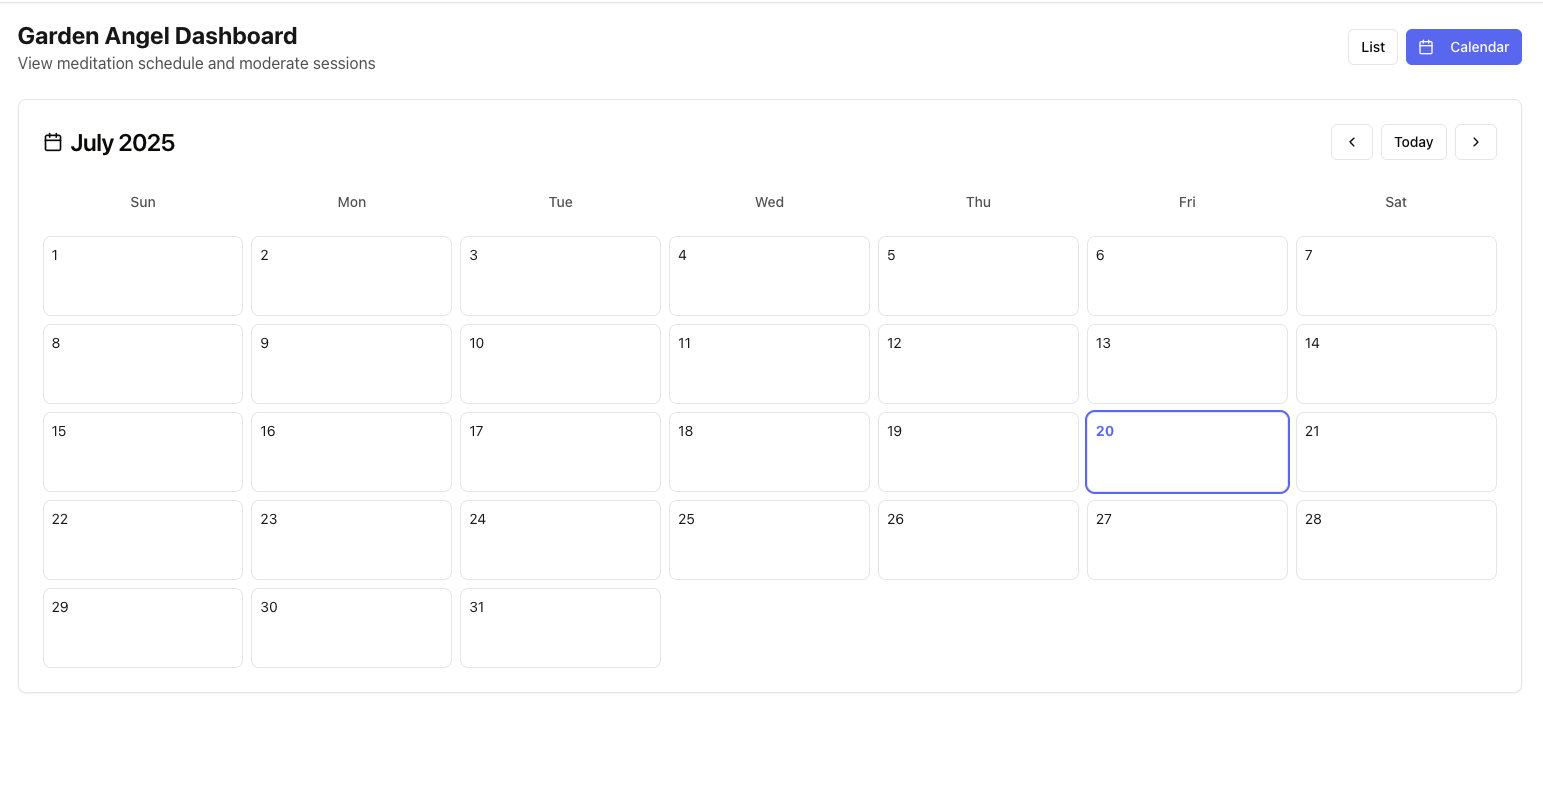 Garden Angel Dashboard
View meditation schedule and moderate sessions
List Calendar
July 2025
Today
Sun Mon Tue Wed Thu Fri Sat
1 2 3 4 5 6 7
8 9 10 11 12 13 14
15 16 17 18 19 20 21
22 23 24 25 26 27 28
29 30 31